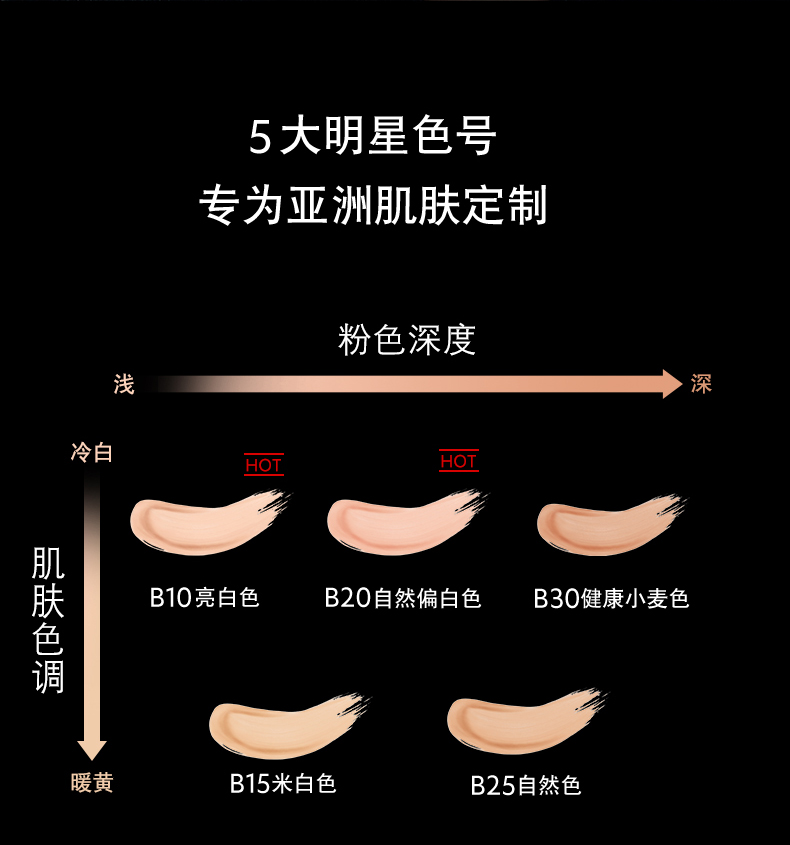 5大明星色号
专为亚洲肌肤定制
粉色深度
浅
深
冷白
HOT
HOT
肌肤色调
B10亮白色
B20自然偏白色
B30健康小麦色
暖黄
B15米白色
B25自然色